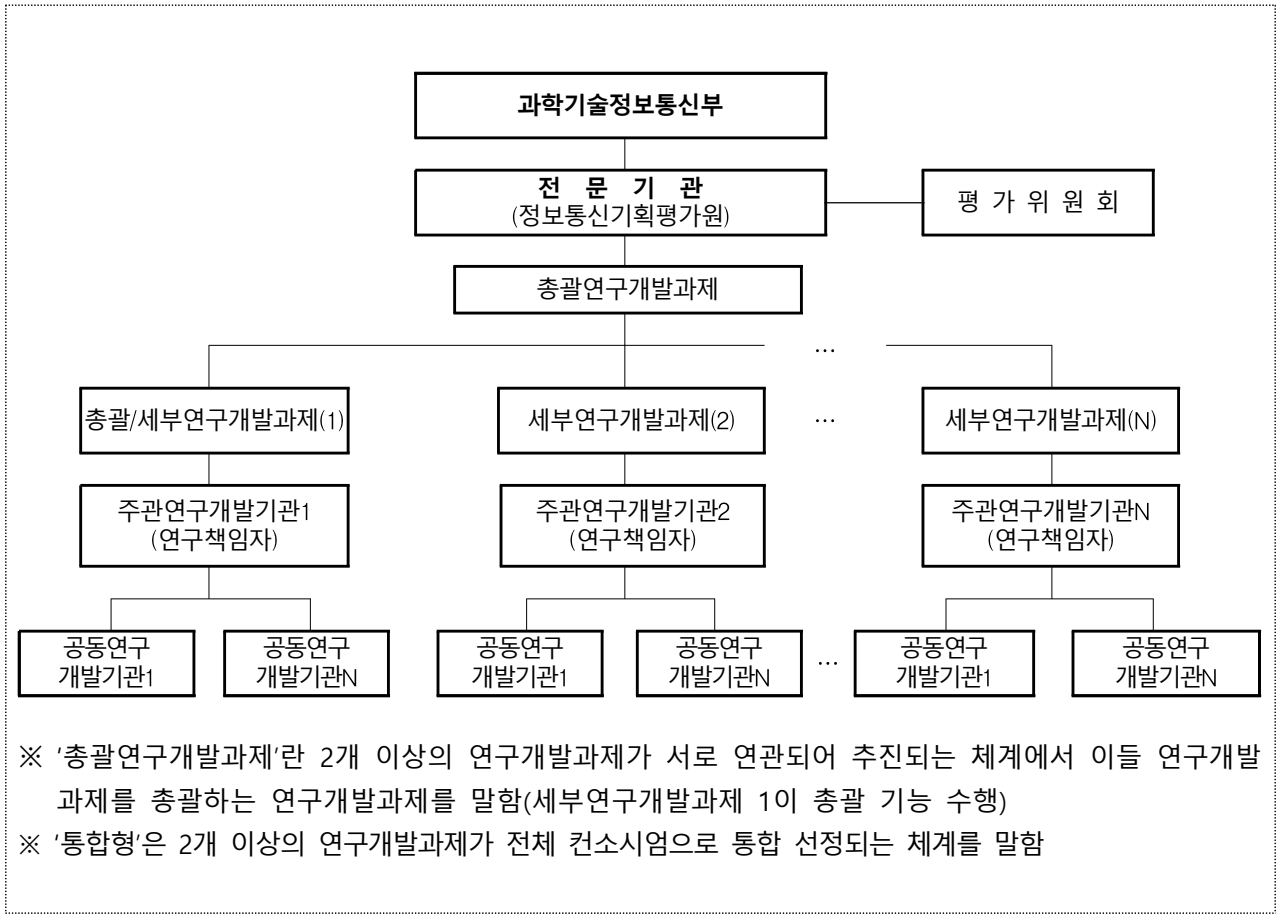 과학기술정보통신부
전 문 기 관
(정보통신기획평가원)
평 가 위 원 회
총괄연구개발과제
…
총괄/세부연구개발과제(1)
세부연구개발과제(2)
…
세부연구개발과제(N)
주관연구개발기관1
(연구책임자)
주관연구개발기관2
(연구책임자)
주관연구개발기관N
(연구책임자)
공동연구
개발기관1
공동연구
개발기관N
공동연구
개발기관1
공동연구
개발기관N
…
공동연구
개발기관1
공동연구
개발기관N
※ '총괄연구개발과제'란 2개 이상의 연구개발과제가 서로 연관되어 추진되는 체계에서 이들 연구개발
과제를 총괄하는 연구개발과제를 말함(세부연구개발과제 1이 총괄 기능 수행)
※ '통합형'은 2개 이상의 연구개발과제가 전체 컨소시엄으로 통합 선정되는 체계를 말함